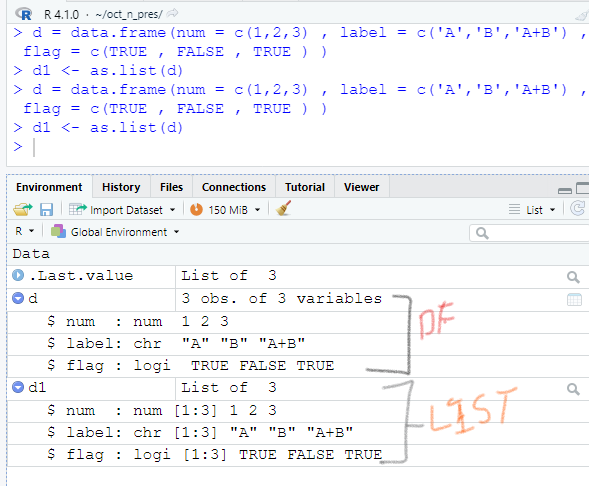 R 4.1.0 · ~/oct_n_pres/
> d = data.frame(num = c(1,2,3) , label = c('A','B','A+B') ,
flag = c(TRUE , FALSE , TRUE ) )
> d1 <- as.list(d)
> d = data.frame(num = c(1,2,3) , label = c('A','B','A+B') ,
flag = c(TRUE , FALSE , TRUE ) )
> d1 <- as.list(d)
>
Environment History Files Connections Tutorial Viewer
Import Dataset 150 MiB List
R Global Environment
Data
.Last.value List of 3
d 3 obs. of 3 variables
$ num : num 1 2 3
$ label: chr "A" "B" "A+B"
$ flag : logi TRUE FALSE TRUE
DF
d1 List of 3
$ num : num [1:3] 1 2 3
$ label: chr [1:3] "A" "B" "A+B"
$ flag : logi [1:3] TRUE FALSE TRUE
LIST